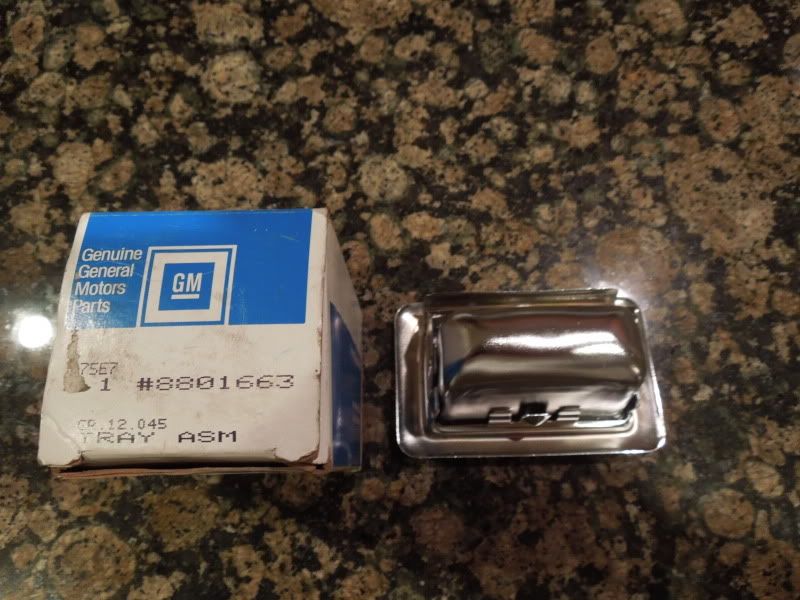 Genuine
General
Motors
Parts
GM
75E7
1 #8801663
GR.12.045
TRAY ASM